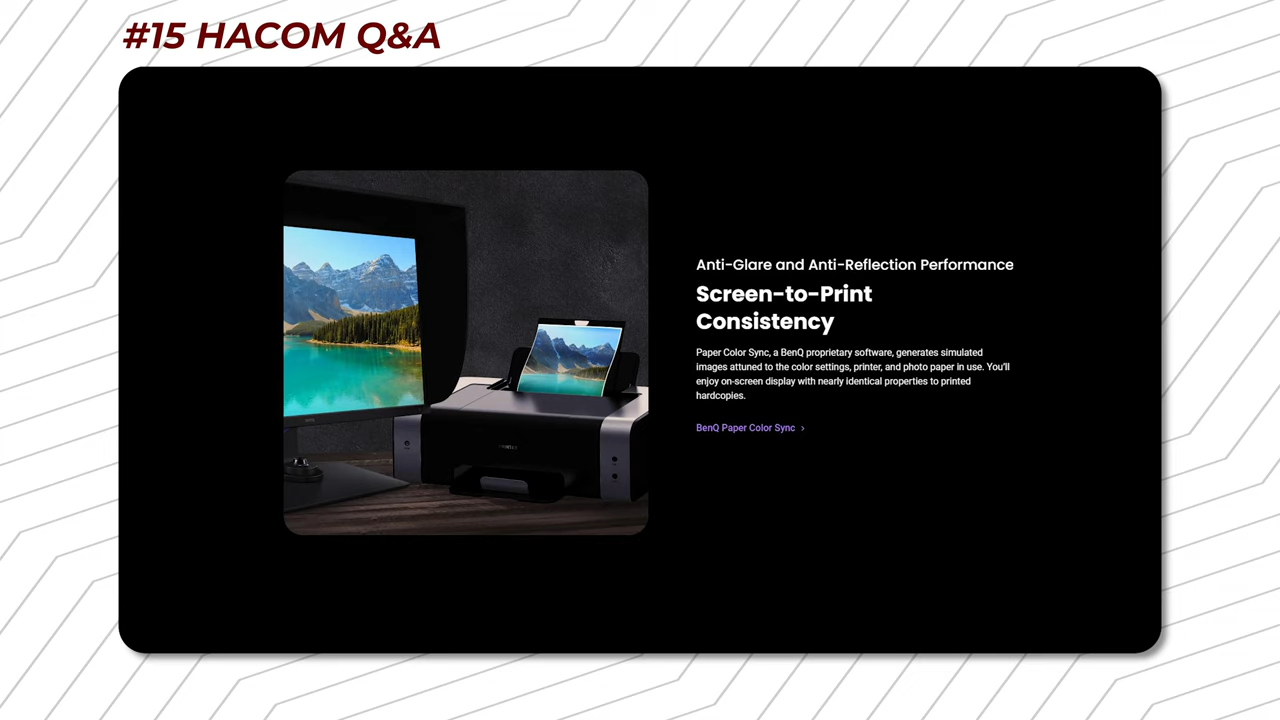 #15 HACOM Q&A
Anti-Glare and Anti-Reflection Performance
Screen-to-Print
Consistency
Paper Color Sync, a BenQ proprietary software, generates simulated
images attuned to the color settings, printer, and photo paper in use. You'll
enjoy on-screen display with nearly identical properties to printed
hardcopies.
BenQ Paper Color Sync ›